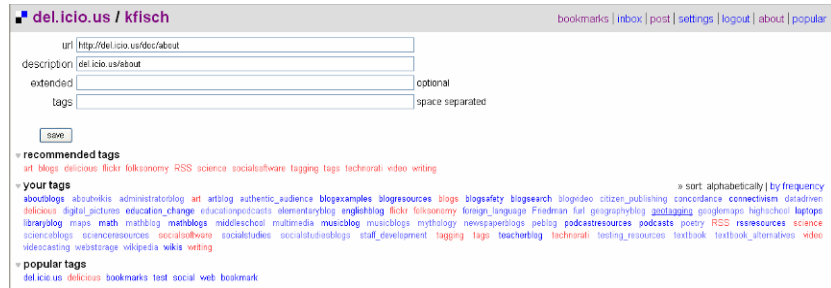 del.icio.us / kfisch
bookmarks | inbox | post | settings | logout | about | popular
url http://del.icio.us/doc/about
description del.icio.us/about
extended optional
tags space separated
save
recommended tags
art blogs delicious flickr folksonomy RSS science socialsoftware tagging tags technorati video writing
your tags » sort alphabetically | by frequency
aboutblogs aboutwikis administratorblog art artblog authentic_audience blogexamples blogresources blogs blogsafety blogsearch blogvideo citizen_publishing concordance connectivism datadriven
delicious digital_pictures education_change educationpodcasts elementaryblog englishblog flickr folksonomy foreign_language Friedman furl geographyblog geotagging googlemaps highschool laptops
libraryblog maps math mathblog mathblogs middleschool multimedia musicblog musicblogs mythology newspaperblogs peblog podcastresources podcasts poetry RSS rssresources science
scienceblogs scienceresources socialsoftware socialstudies socialstudiesblogs staff_development tagging tags teacherblog technorati testing_resources textbook textbook_alternatives video
videocasting webstorage wikipedia wikis writing
popular tags
del.icio.us delicious bookmarks test social web bookmark